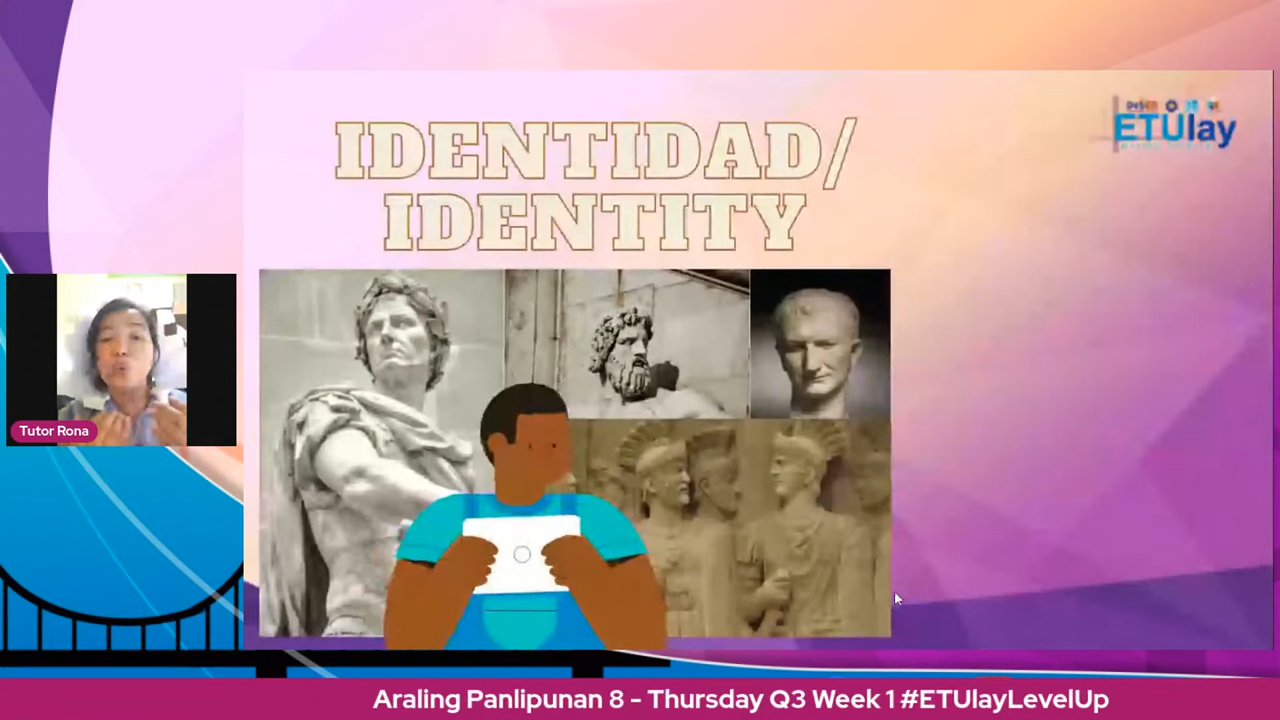 IDENTIDAD/
IDENTITY
ETUlay
Tutor Rona
Araling Panlipunan 8 - Thursday Q3 Week 1 #ETUlayLevelUp